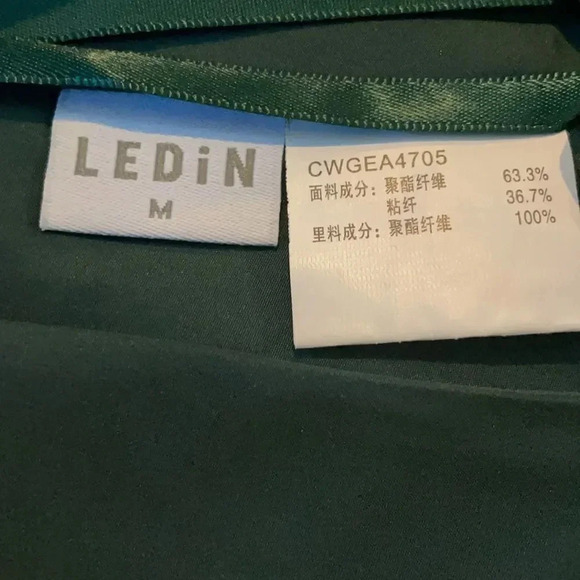 LEDiN
M
CWGEA4705
面料成分: 聚酯纤维 63.3%
粘纤 36.7%
里料成分: 聚酯纤维 100%